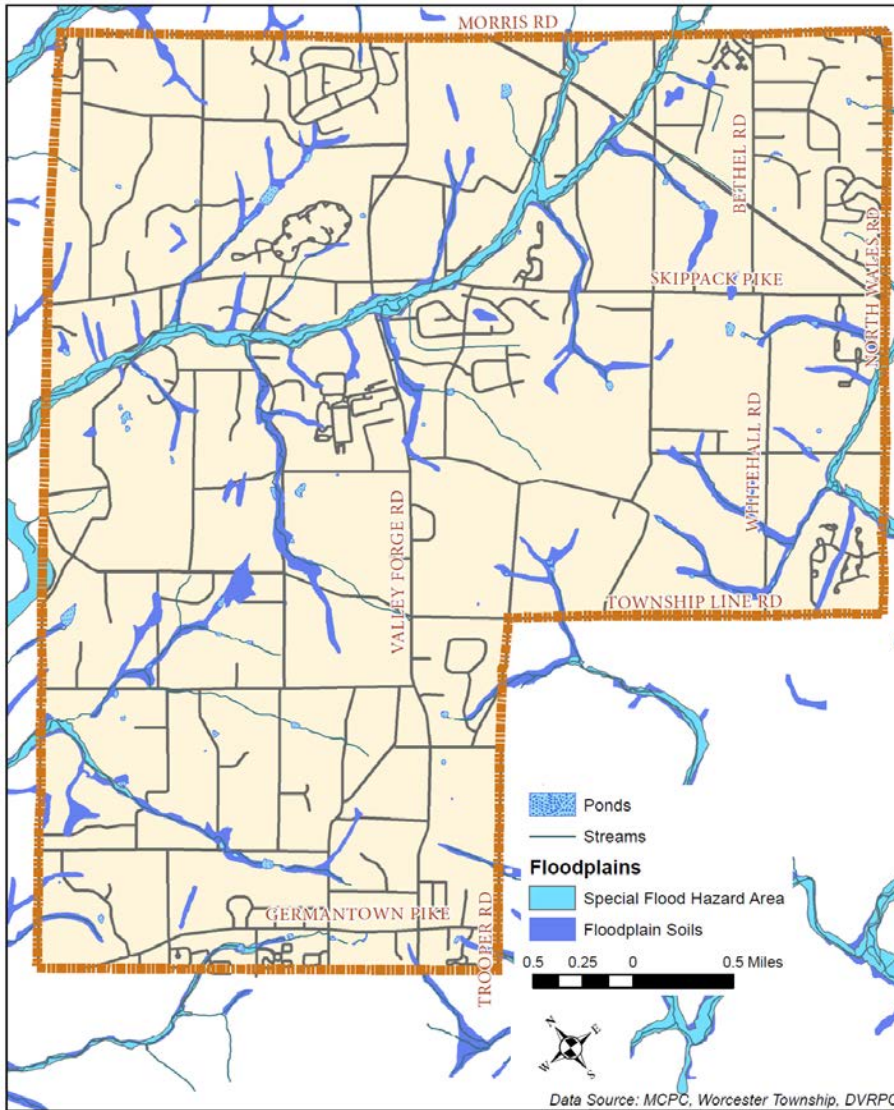 MORRIS RD
BETHEL RD
NORTH WALES RD
SKIPPACK PIKE
WHITEHALL RD
VALLEY FORGE RD
TOWNSHIP LINE RD
Ponds
Streams
Floodplains
Special Flood Hazard Area
Floodplain Soils
GERMANTOWN PIKE
TROOPER RD
0.5 0.25 0 0.5 Miles
N
E
W
S
Data Source: MCPC, Worcester Township, DVRPC